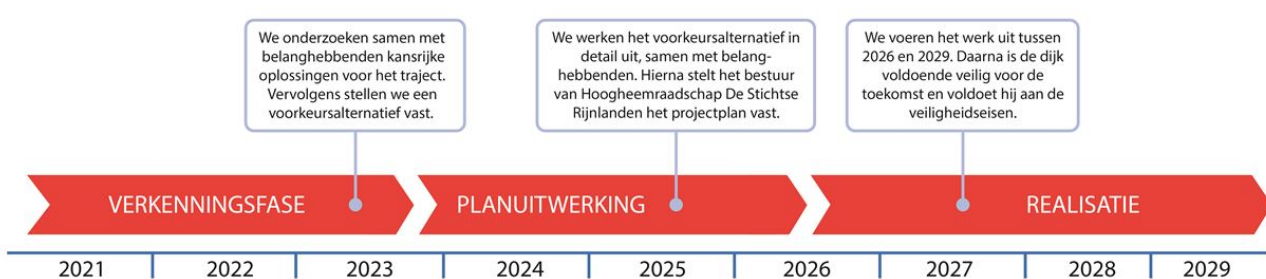 We onderzoeken samen met
belanghebbenden kansrijke
oplossingen voor het traject.
Vervolgens stellen we een
voorkeursalternatief vast.
We werken het voorkeursalternatief in
detail uit, samen met belang-
hebbenden. Hierna stelt het bestuur
van Hoogheemraadschap De Stichtse
Rijnlanden het projectplan vast.
We voeren het werk uit tussen
2026 en 2029. Daarna is de dijk
voldoende veilig voor de
toekomst en voldoet hij aan de
veiligheidseisen.
VERKENNINGSFASE
PLANUITWERKING
REALISATIE
2021
2022
2023
2024
2025
2026
2027
2028
2029